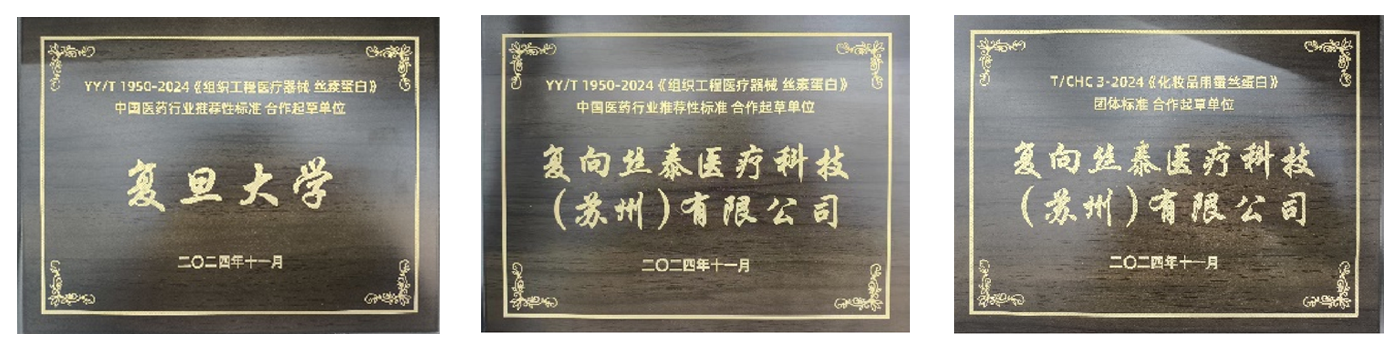 YY/T 1950-2024《组织工程医疗器械 丝素蛋白》
中国医药行业推荐性标准 合作起草单位
复旦大学
二〇二四年十一月
YY/T 1950-2024《组织工程医疗器械 丝素蛋白》
中国医药行业推荐性标准 合作起草单位
复向丝泰医疗科技
(苏州)有限公司
二〇二四年十一月
T/CHC 3-2024《化妆品用蚕丝蛋白》
团体标准 合作起草单位
复向丝泰医疗科技
(苏州)有限公司
二〇二四年十一月